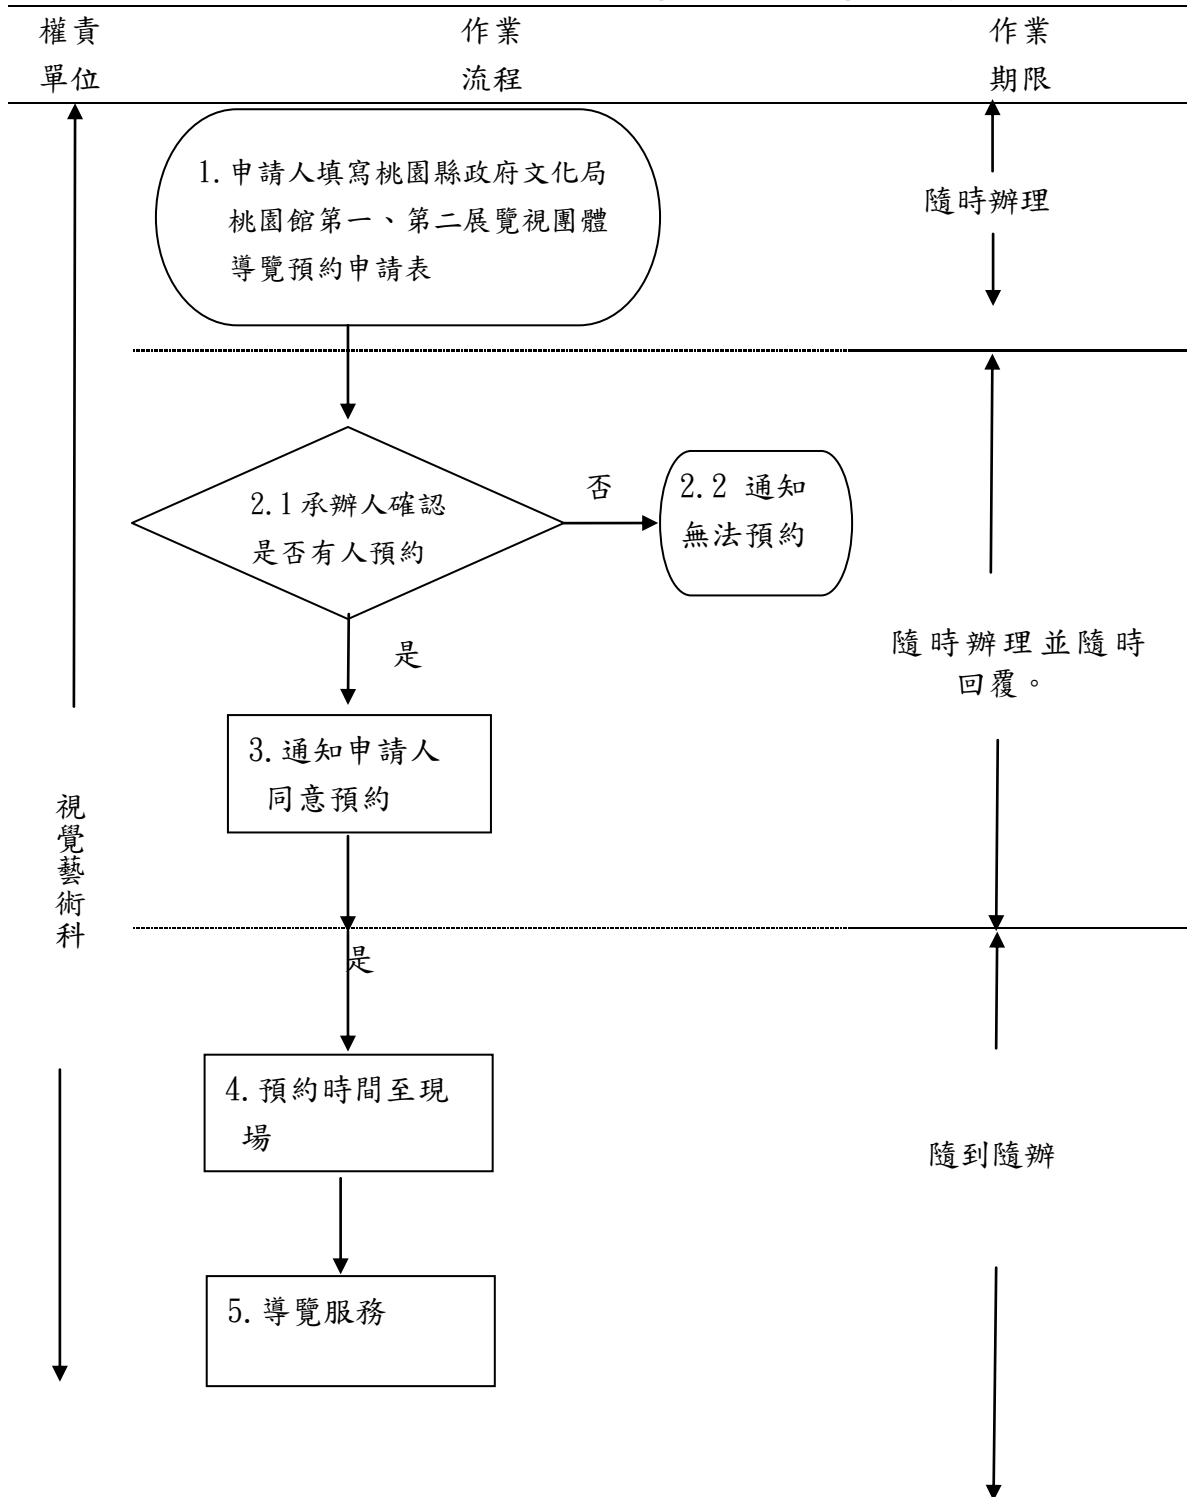 權責
單位
作業
流程
作業
期限
1.申請人填寫桃園縣政府文化局
桃園館第一、第二展覽視團體
導覽預約申請表
隨時辦理
2.1承辦人確認
是否有人預約
否
2.2 通知
無法預約
是
隨時辦理並隨時
回覆。
3.通知申請人
同意預約
視覺藝術科
是
4.預約時間至現
場
隨到隨辦
5.導覽服務